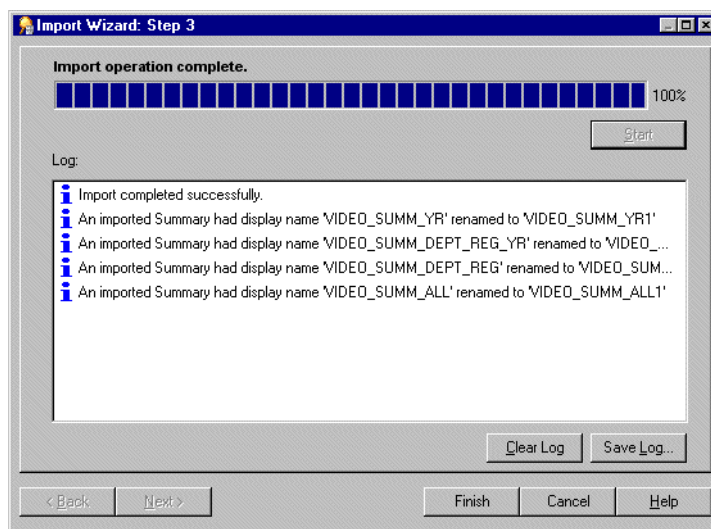 Import Wizard: Step 3
Import operation complete.
100%
Start
Log:
Import completed successfully.
An imported Summary had display name 'VIDEO_SUMM_YR' renamed to 'VIDEO_SUMM_YR1'
An imported Summary had display name 'VIDEO_SUMM_DEPT_REG_YR' renamed to 'VIDEO_...
An imported Summary had display name 'VIDEO_SUMM_DEPT_REG' renamed to 'VIDEO_SUM...
An imported Summary had display name 'VIDEO_SUMM_ALL' renamed to 'VIDEO_SUMM_ALL1'
Clear Log Save Log...
< Back Next > Finish Cancel Help